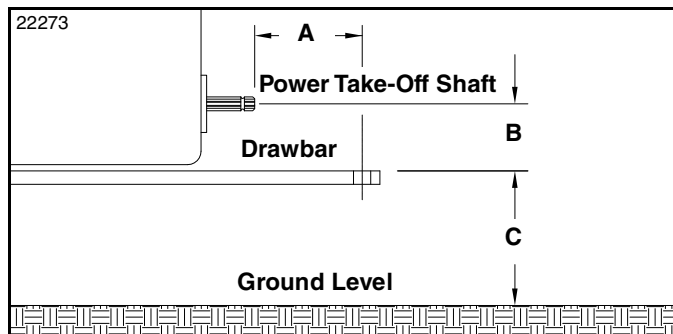 22273
A
Power Take-Off Shaft
B
Drawbar
C
Ground Level